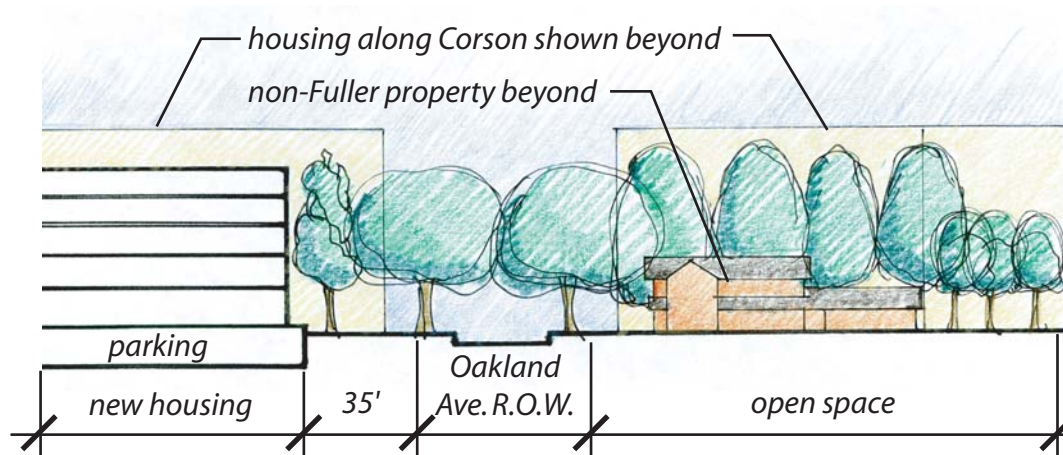 housing along Corson shown beyond
non-Fuller property beyond
parking
new housing
35'
Oakland
Ave. R.O.W.
open space